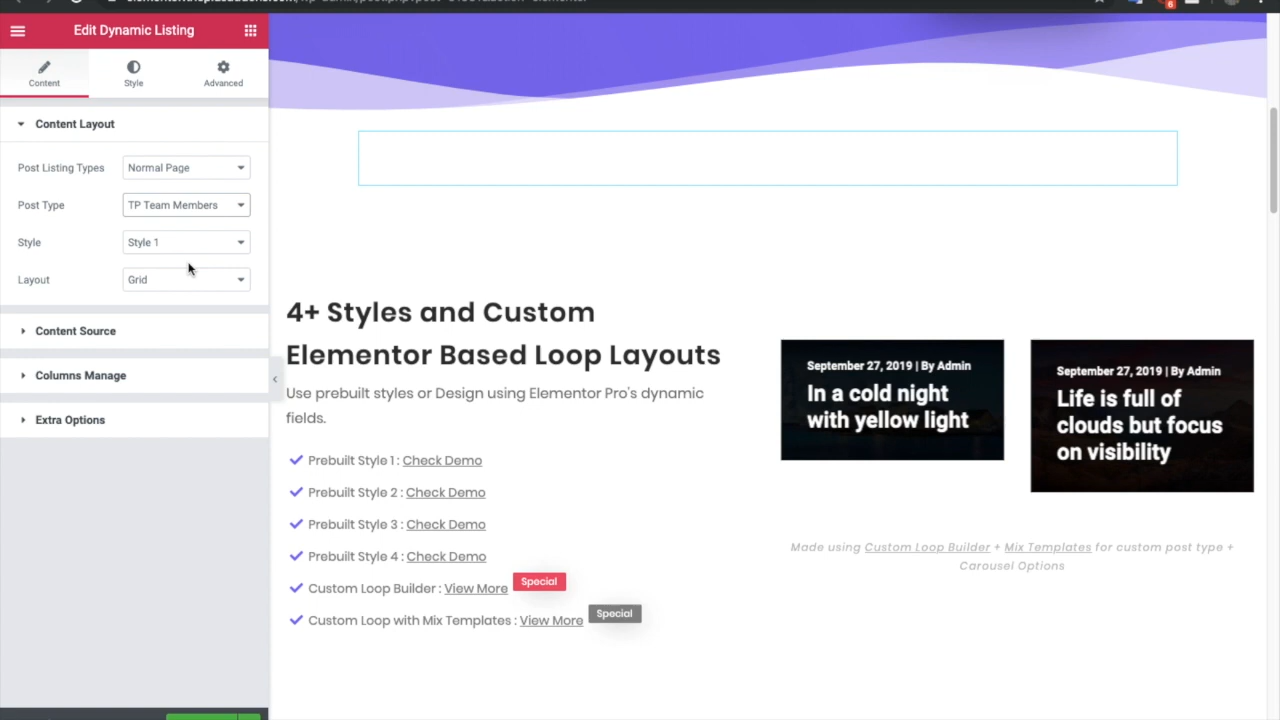 Edit Dynamic Listing
Content
Style
Advanced
Content Layout
Post Listing Types
Normal Page
Post Type
TP Team Members
Style
Style 1
Layout
Grid
Content Source
Columns Manage
Extra Options
4+ Styles and Custom
Elementor Based Loop Layouts
Use prebuilt styles or Design using Elementor Pro's dynamic
fields.
Prebuilt Style 1 : Check Demo
Prebuilt Style 2 : Check Demo
Prebuilt Style 3 : Check Demo
Prebuilt Style 4 : Check Demo
Custom Loop Builder : View More Special
Custom Loop with Mix Templates : View More Special
September 27, 2019 | By Admin
In a cold night
with yellow light
September 27, 2019 | By Admin
Life is full of
clouds but focus
on visibility
Made using Custom Loop Builder + Mix Templates for custom post type +
Carousel Options
6